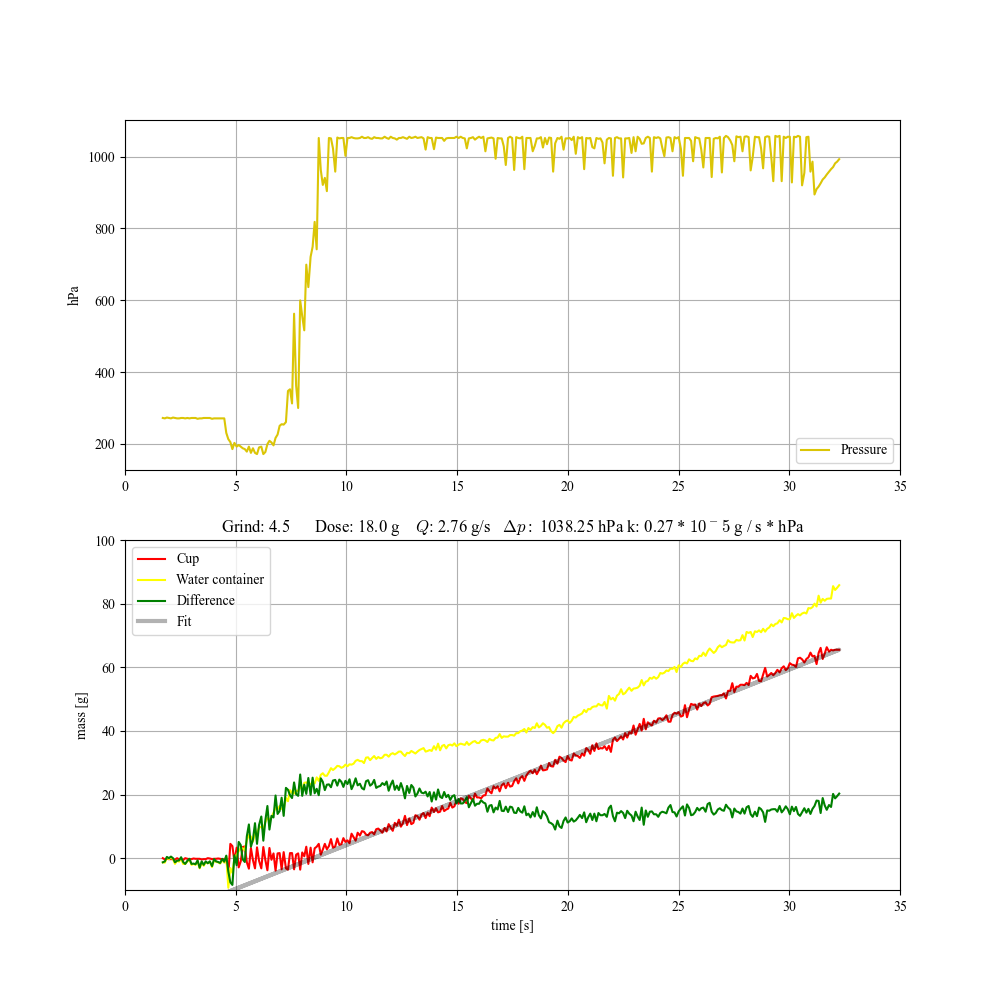 1000
800
600
400
200
hPa
Pressure
0 5 10 15 20 25 30 35
Grind: 4.5 Dose: 18.0 g Q: 2.76 g/s Δp: 1038.25 hPa k: 0.27 * 10⁻5 g / s * hPa
100
80
60
40
20
0
mass [g]
Cup
Water container
Difference
Fit
0 5 10 15 20 25 30 35
time [s]